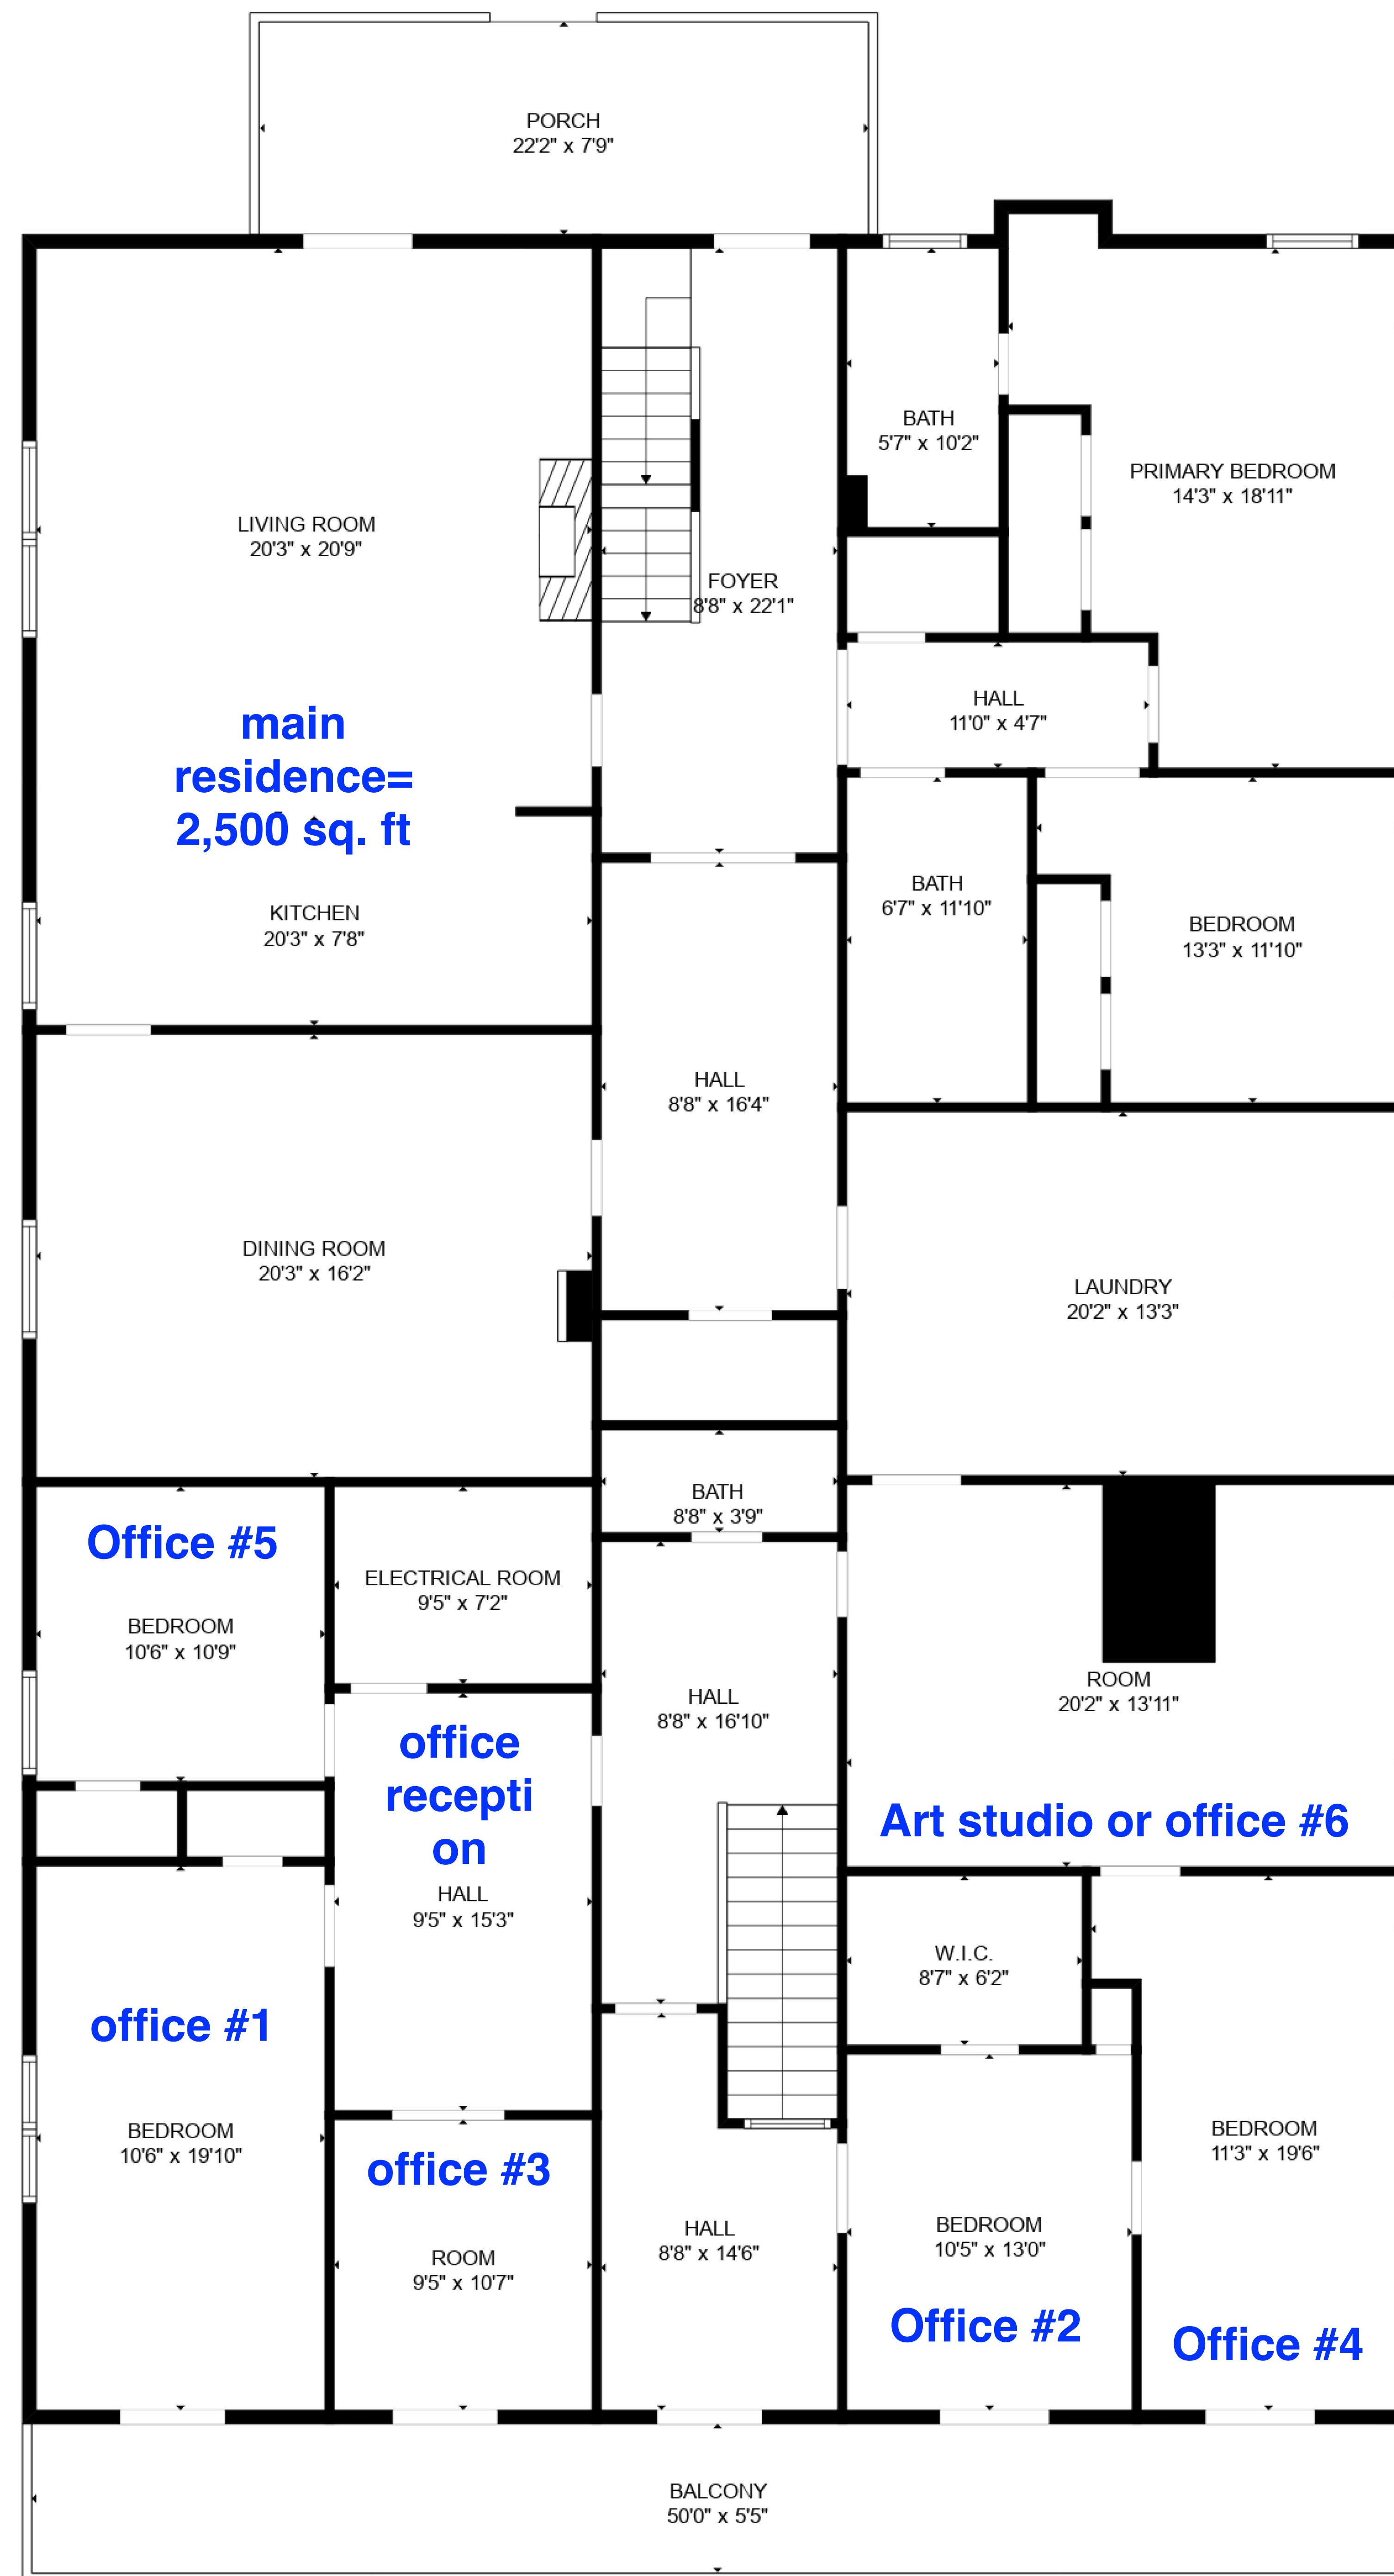 PORCH
22'2" x 7'9"
BATH
5'7" x 10'2"
PRIMARY BEDROOM
14'3" x 18'11"
LIVING ROOM
20'3" x 20'9"
FOYER
8'8" x 22'1"
HALL
11'0" x 4'7"
main
residence=
2,500 sq. ft
BATH
6'7" x 11'10"
KITCHEN
20'3" x 7'8"
BEDROOM
13'3" x 11'10"
HALL
8'8" x 16'4"
DINING ROOM
20'3" x 16'2"
LAUNDRY
20'2" x 13'3"
BATH
8'8" x 3'9"
Office #5
ELECTRICAL ROOM
9'5" x 7'2"
BEDROOM
10'6" x 10'9"
HALL
8'8" x 16'10"
ROOM
20'2" x 13'11"
office
recepti
on
Art studio or office #6
HALL
9'5" x 15'3"
W.I.C.
8'7" x 6'2"
office #1
BEDROOM
10'6" x 19'10"
BEDROOM
11'3" x 19'6"
office #3
HALL
8'8" x 14'6"
BEDROOM
10'5" x 13'0"
ROOM
9'5" x 10'7"
Office #2
Office #4
BALCONY
50'0" x 5'5"